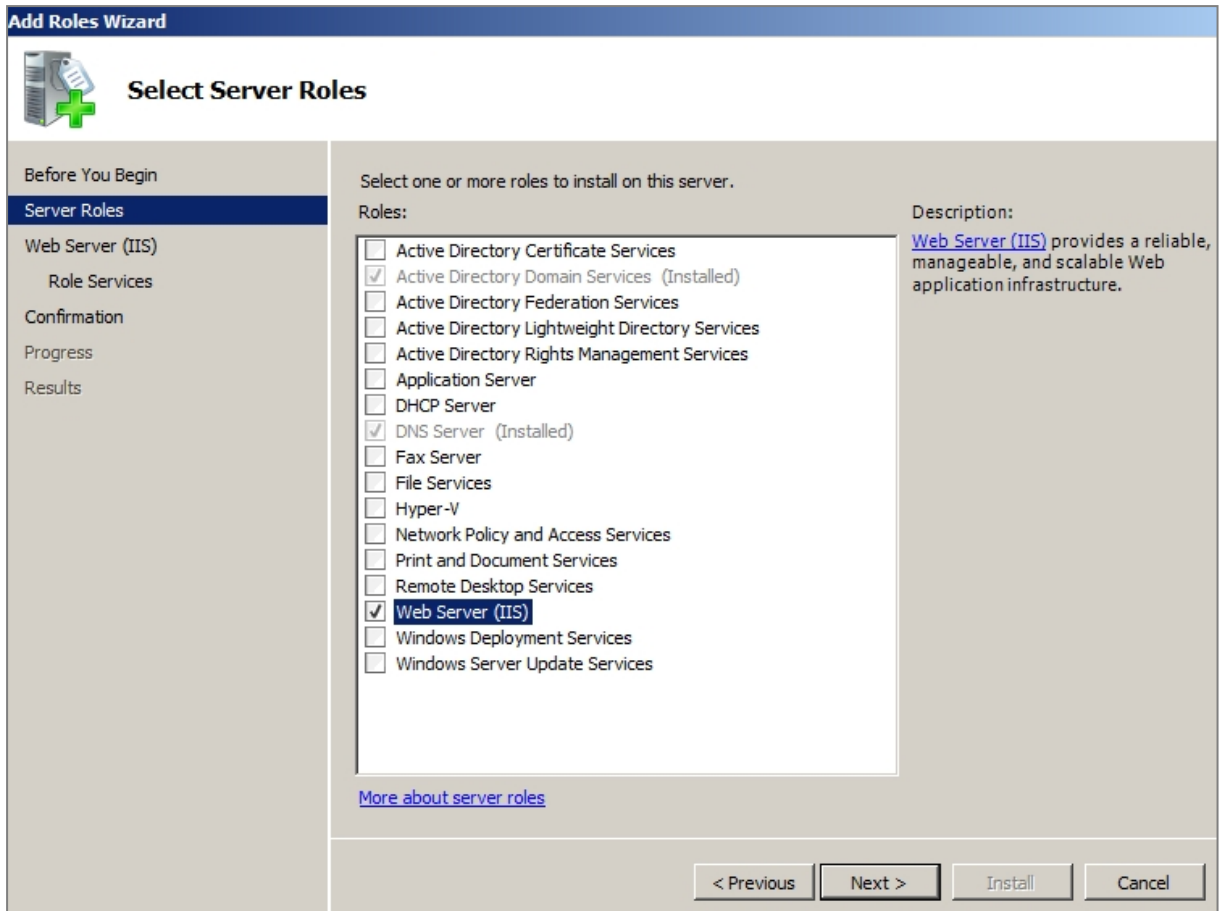 Add Roles Wizard
Select Server Roles
Before You Begin
Server Roles
Web Server (IIS)
Role Services
Confirmation
Progress
Results
Select one or more roles to install on this server.
Roles:
Active Directory Certificate Services
Active Directory Domain Services (Installed)
Active Directory Federation Services
Active Directory Lightweight Directory Services
Active Directory Rights Management Services
Application Server
DHCP Server
DNS Server (Installed)
Fax Server
File Services
Hyper-V
Network Policy and Access Services
Print and Document Services
Remote Desktop Services
Web Server (IIS)
Windows Deployment Services
Windows Server Update Services
More about server roles
Description:
Web Server (IIS) provides a reliable,
manageable, and scalable Web
application infrastructure.
< Previous
Next >
Install
Cancel